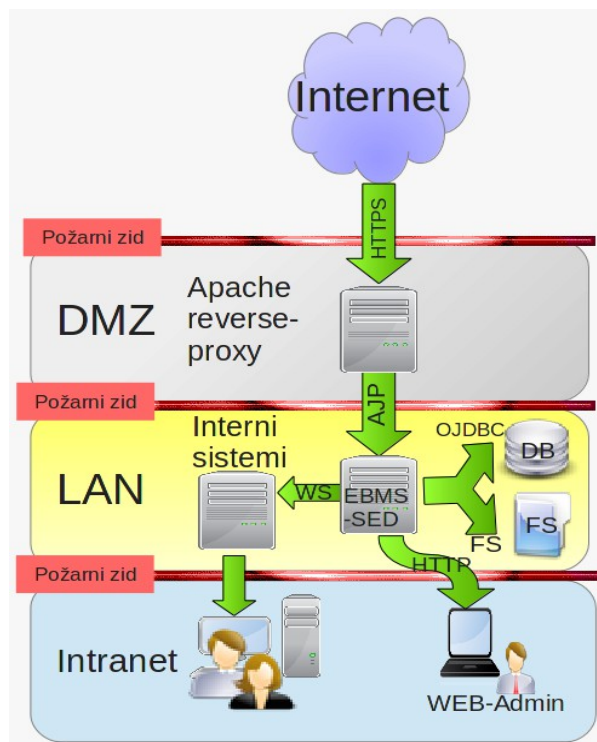 Internet
HTTPS
Požarni zid
DMZ
Apache
reverse-
proxy
Požarni zid
AJP
LAN
Interni
sistemi
WS
EBMS
-SED
OJDBC
DB
FS
FS
HTTP
Požarni zid
Intranet
WEB-Admin